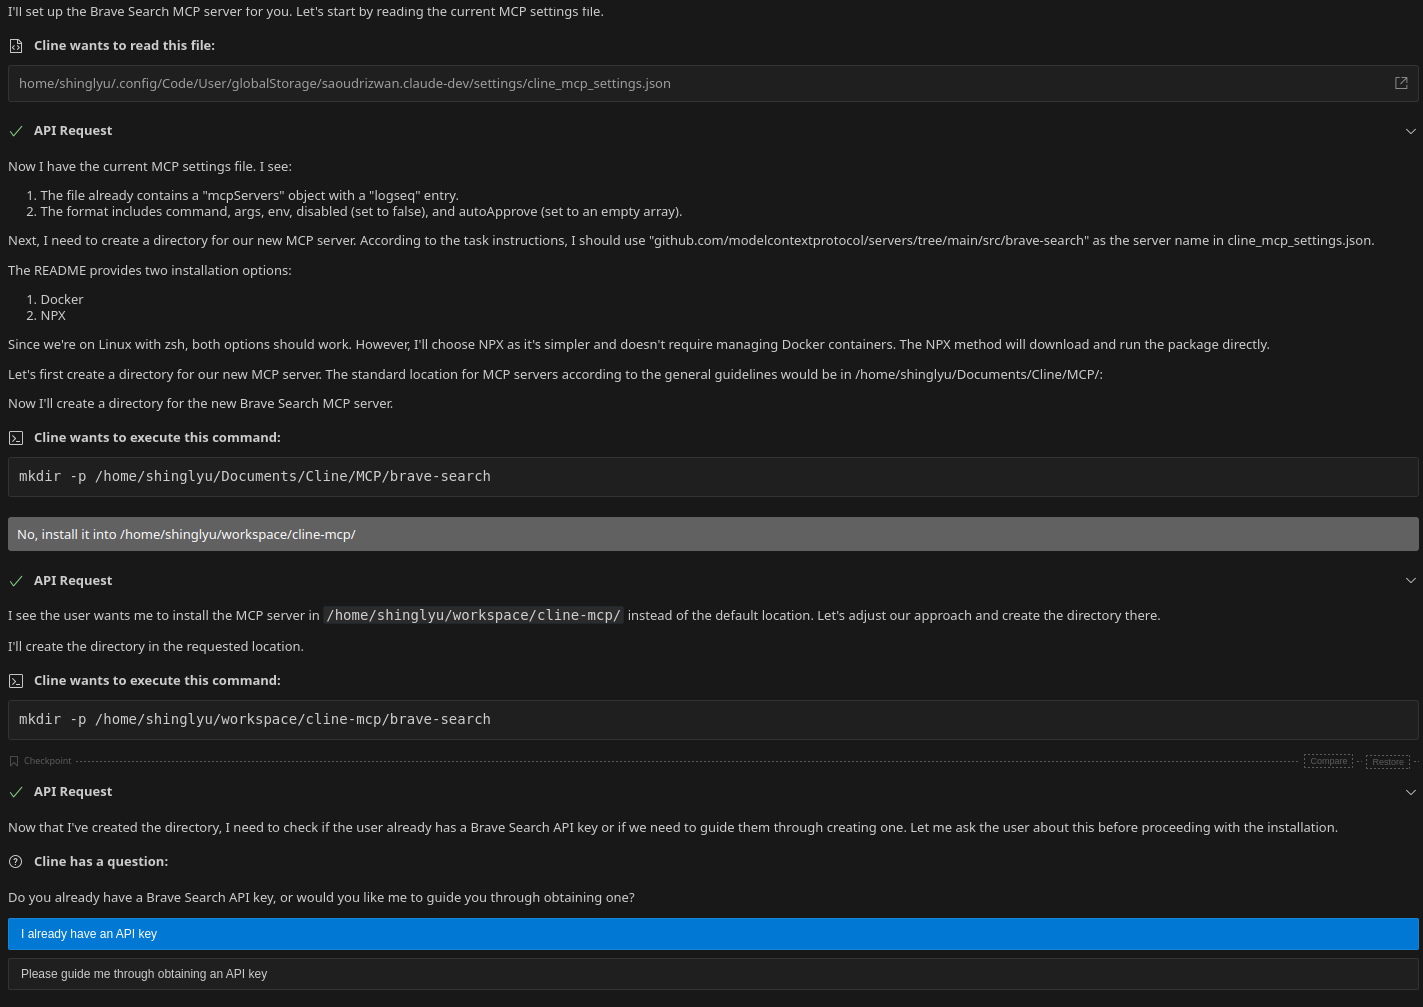 I'll set up the Brave Search MCP server for you. Let's start by reading the current MCP settings file.
Cline wants to read this file:
home/shinglyu/.config/Code/User/globalStorage/saoudrizwan.claude-dev/settings/cline_mcp_settings.json
API Request
Now I have the current MCP settings file. I see:
1. The file already contains a "mcpServers" object with a "logseq" entry.
2. The format includes command, args, env, disabled (set to false), and autoApprove (set to an empty array).
Next, I need to create a directory for our new MCP server. According to the task instructions, I should use "github.com/modelcontextprotocol/servers/tree/main/src/brave-search" as the server name in cline_mcp_settings.json.
The README provides two installation options:
1. Docker
2. NPX
Since we're on Linux with zsh, both options should work. However, I'll choose NPX as it's simpler and doesn't require managing Docker containers. The NPX method will download and run the package directly.
Let's first create a directory for our new MCP server. The standard location for MCP servers according to the general guidelines would be in /home/shinglyu/Documents/Cline/MCP/:
Now I'll create a directory for the new Brave Search MCP server.
Cline wants to execute this command:
mkdir -p /home/shinglyu/Documents/Cline/MCP/brave-search
No, install it into /home/shinglyu/workspace/cline-mcp/
API Request
I see the user wants me to install the MCP server in /home/shinglyu/workspace/cline-mcp/ instead of the default location. Let's adjust our approach and create the directory there.
I'll create the directory in the requested location.
Cline wants to execute this command:
mkdir -p /home/shinglyu/workspace/cline-mcp/brave-search
Checkpoint Compare Restore
API Request
Now that I've created the directory, I need to check if the user already has a Brave Search API key or if we need to guide them through creating one. Let me ask the user about this before proceeding with the installation.
Cline has a question:
Do you already have a Brave Search API key, or would you like me to guide you through obtaining one?
I already have an API key
Please guide me through obtaining an API key